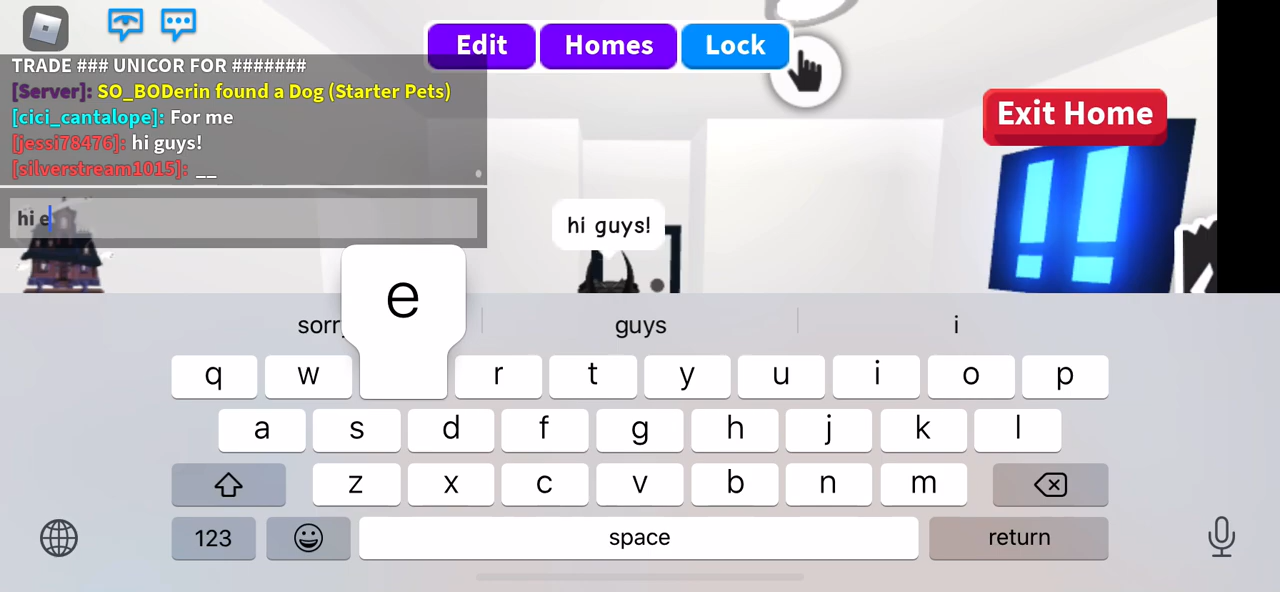 Edit Homes Lock
TRADE ### UNICOR FOR #######
[Server]: SO_BODerin found a Dog (Starter Pets)
[cici_cantalope]: For me
[jessi78476]: hi guys!
[silverstream1015]: __
Exit Home
hi e
hi guys!
e
sorry guys i
q w r t y u i o p
a s d f g h j k l
z x c v b n m
123 space return